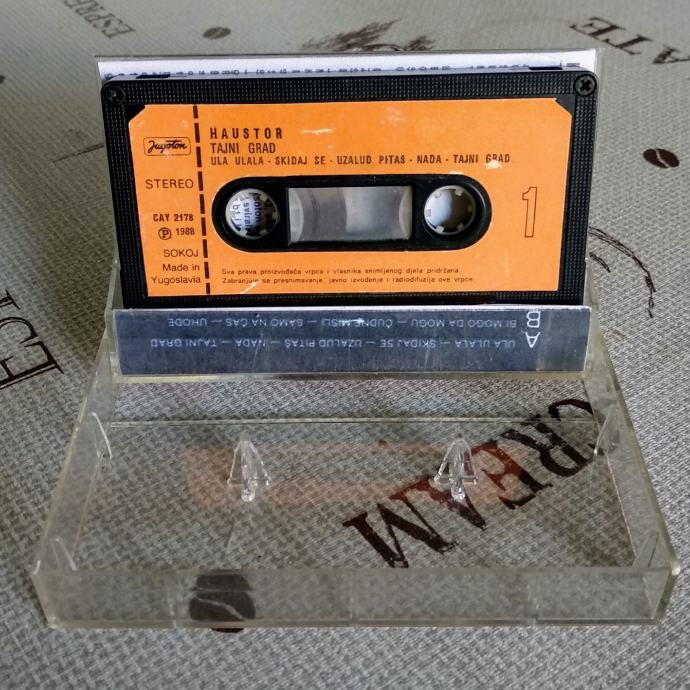 HAUSTOR
TAJNI GRAD
ULA ULALA - SKIDAJ SE - UZALUD PITAŠ - NADA - TAJNI GRAD
Jugoton
STEREO
CAY 2178
Ⓟ 1988
SOKOJ
Made in
Yugoslavia
1
Sva prava proizvođača vrpce i vlasnika snimljenog djela pridržana.
Zabranjuje se presnimavanje, javno izvođenje i radiodifuzija ove vrpce.
A ULA ULALA — SKIDAJ SE — UZALUD PITAŠ — NADA — TAJNI GRAD
B BI MOGO DA MOGU — ČUDNE MISLI — SAMO NA ČAS — UHODE
CREAM